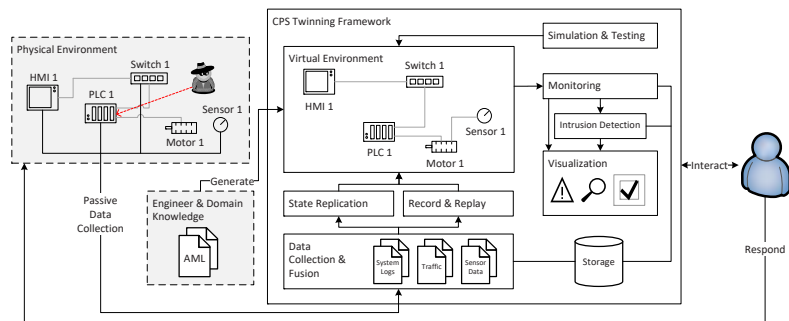 CPS Twinning Framework
Physical Environment
HMI 1
Switch 1
PLC 1
Sensor 1
Motor 1
Virtual Environment
HMI 1
Switch 1
PLC 1
Motor 1
Sensor 1
Simulation & Testing
Monitoring
Intrusion Detection
Visualization
Interact
Respond
Generate
Passive
Data
Collection
Engineer & Domain
Knowledge
AML
State Replication
Record & Replay
Data
Collection &
Fusion
System
Logs
Traffic
Sensor
Data
Storage